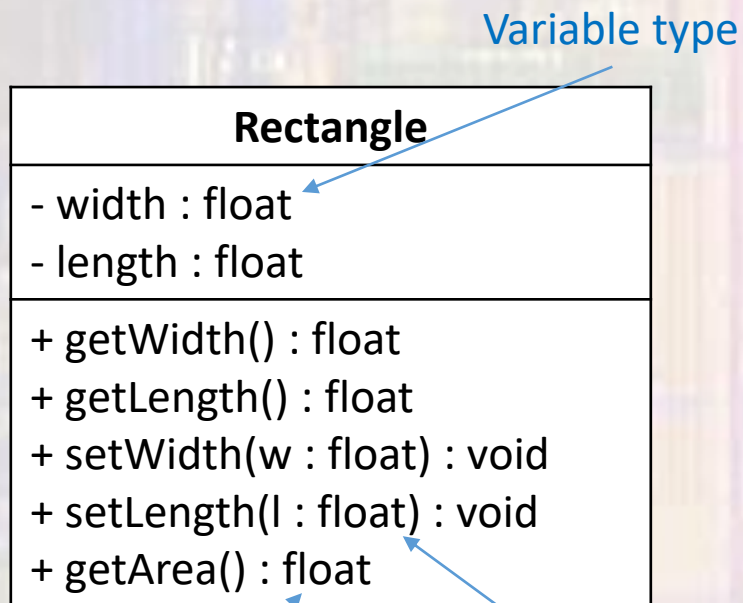 Variable type
Rectangle
- width : float
- length : float
+ getWidth() : float
+ getLength() : float
+ setWidth(w : float) : void
+ setLength(l : float) : void
+ getArea() : float